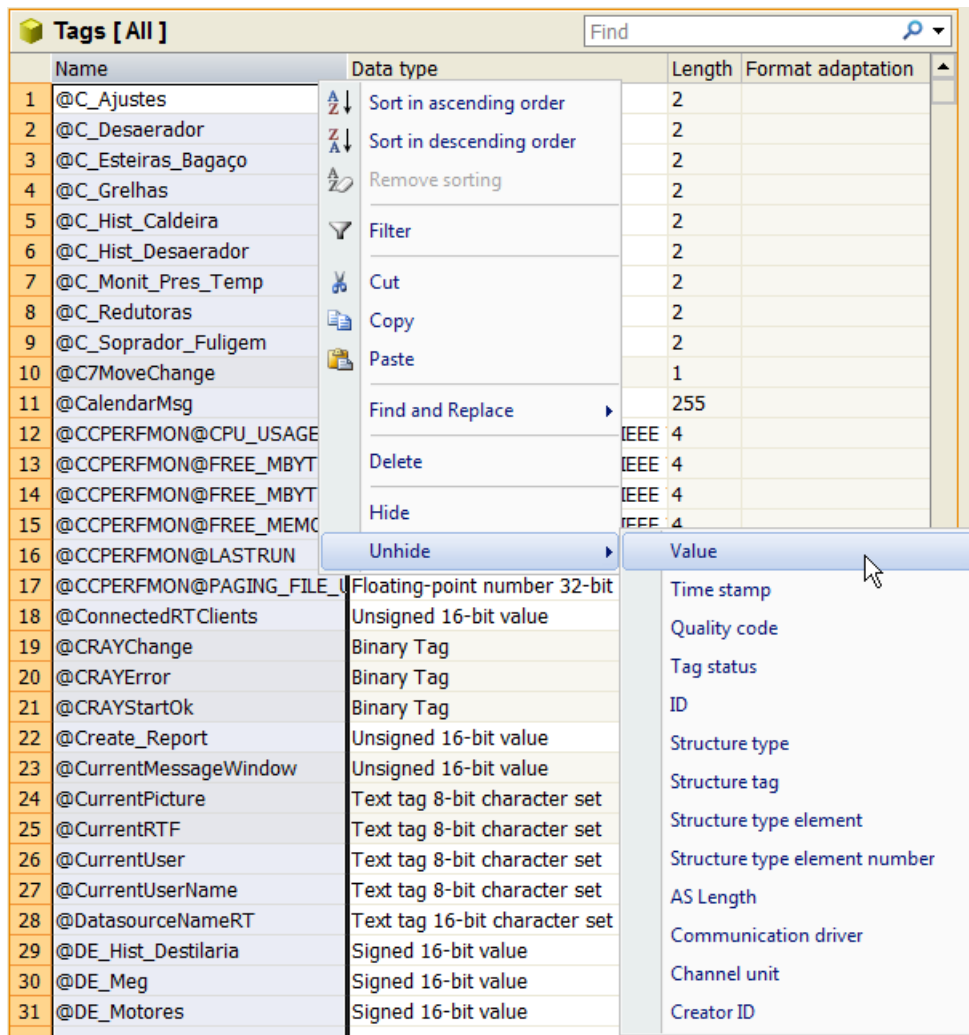 Tags [ All ]
Find
Name Data type Length Format adaptation
1 @C_Ajustes 2
2 @C_Desaerador 2
3 @C_Esteiras_Bagaço 2
4 @C_Grelhas 2
5 @C_Hist_Caldeira 2
6 @C_Hist_Desaerador 2
7 @C_Monit_Pres_Temp 2
8 @C_Redutoras 2
9 @C_Soprador_Fuligem 2
10 @C7MoveChange 1
11 @CalendarMsg 255
12 @CCPERFMON@CPU_USAGE IEEE 4
13 @CCPERFMON@FREE_MBYT IEEE 4
14 @CCPERFMON@FREE_MBYT IEEE 4
15 @CCPERFMON@FREE_MEMO IEEE 4
16 @CCPERFMON@LASTRUN
17 @CCPERFMON@PAGING_FILE_U Floating-point number 32-bit
18 @ConnectedRTClients Unsigned 16-bit value
19 @CRAYChange Binary Tag
20 @CRAYError Binary Tag
21 @CRAYStartOk Binary Tag
22 @Create_Report Unsigned 16-bit value
23 @CurrentMessageWindow Unsigned 16-bit value
24 @CurrentPicture Text tag 8-bit character set
25 @CurrentRTF Text tag 8-bit character set
26 @CurrentUser Text tag 8-bit character set
27 @CurrentUserName Text tag 8-bit character set
28 @DatasourceNameRT Text tag 16-bit character set
29 @DE_Hist_Destilaria Signed 16-bit value
30 @DE_Meg Signed 16-bit value
31 @DE_Motores Signed 16-bit value
Sort in ascending order
Sort in descending order
Remove sorting
Filter
Cut
Copy
Paste
Find and Replace
Delete
Hide
Unhide
Value
Time stamp
Quality code
Tag status
ID
Structure type
Structure tag
Structure type element
Structure type element number
AS Length
Communication driver
Channel unit
Creator ID